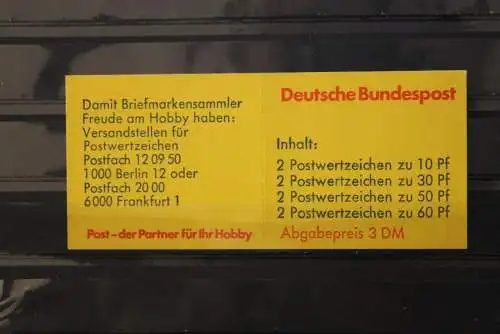 Damit Briefmarkensammler
Freude am Hobby haben:
Versandstellen für
Postwertzeichen
Postfach 12 09 50
1000 Berlin 12 oder
Postfach 20 00
6000 Frankfurt 1
Post – der Partner für Ihr Hobby
Deutsche Bundespost
Inhalt:
2 Postwertzeichen zu 10 Pf
2 Postwertzeichen zu 30 Pf
2 Postwertzeichen zu 50 Pf
2 Postwertzeichen zu 60 Pf
Abgabepreis 3 DM